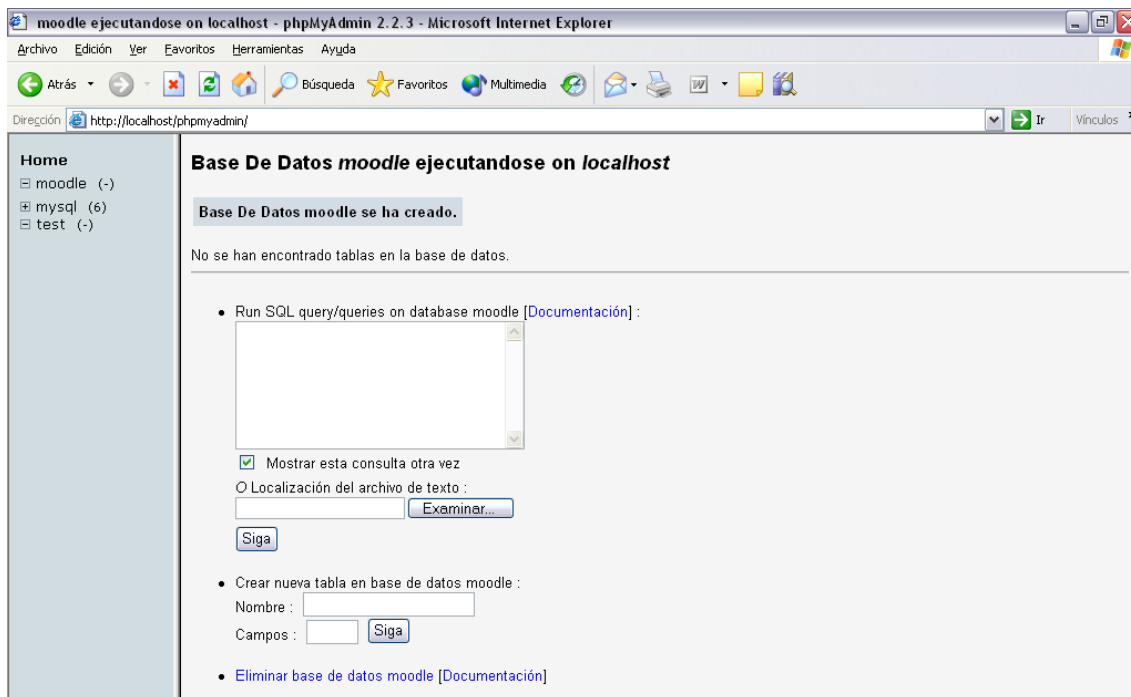 moodle ejecutandose on localhost - phpMyAdmin 2.2.3 - Microsoft Internet Explorer
Archivo Edición Ver Favoritos Herramientas Ayuda
Atrás Búsqueda Favoritos Multimedia
Dirección http://localhost/phpmyadmin/ Ir Vínculos
Home
moodle (-)
mysql (6)
test (-)
Base De Datos moodle ejecutandose on localhost
Base De Datos moodle se ha creado.
No se han encontrado tablas en la base de datos.
Run SQL query/queries on database moodle [Documentación] :
Mostrar esta consulta otra vez
O Localización del archivo de texto :
Examinar...
Siga
Crear nueva tabla en base de datos moodle :
Nombre :
Campos : Siga
Eliminar base de datos moodle [Documentación]